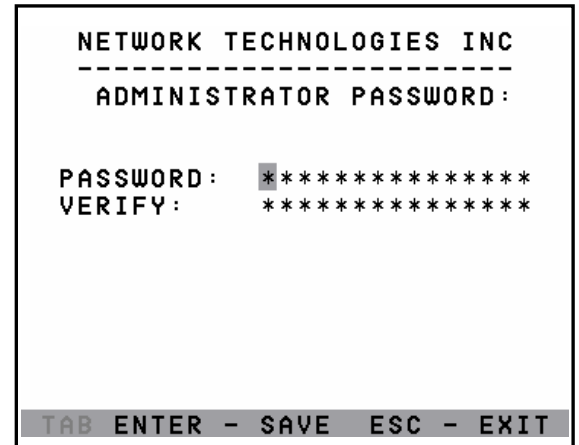 NETWORK TECHNOLOGIES INC
------------------------
ADMINISTRATOR PASSWORD:
PASSWORD: ***************
VERIFY: ***************
TAB ENTER - SAVE ESC - EXIT